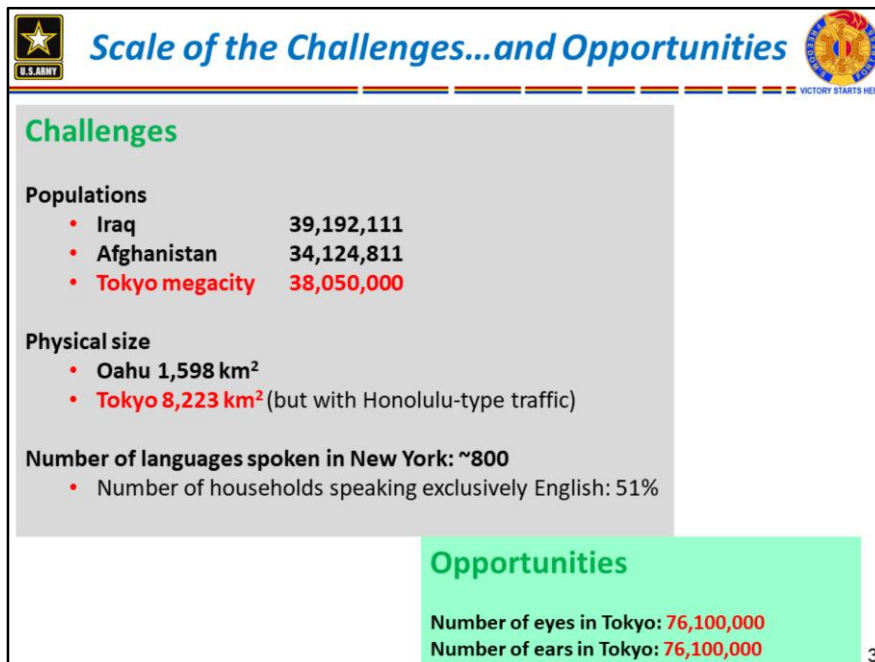 Scale of the Challenges...and Opportunities
U.S.ARMY
VICTORY STARTS HER
Challenges
Populations
• Iraq 39,192,111
• Afghanistan 34,124,811
• Tokyo megacity 38,050,000
Physical size
• Oahu 1,598 km²
• Tokyo 8,223 km² (but with Honolulu-type traffic)
Number of languages spoken in New York: ~800
• Number of households speaking exclusively English: 51%
Opportunities
Number of eyes in Tokyo: 76,100,000
Number of ears in Tokyo: 76,100,000
3